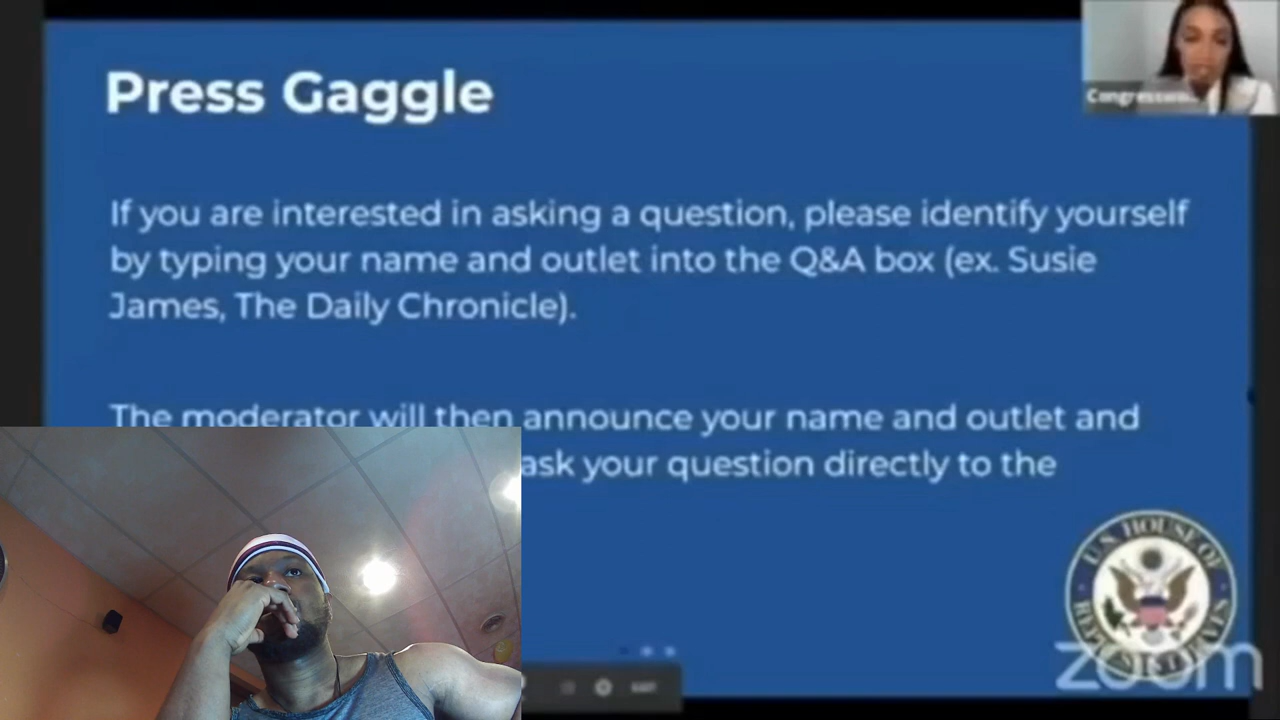 Press Gaggle
If you are interested in asking a question, please identify yourself
by typing your name and outlet into the Q&A box (ex. Susie
James, The Daily Chronicle).
The moderator will then announce your name and outlet and
ask your question directly to the
U.S. HOUSE OF
zoom